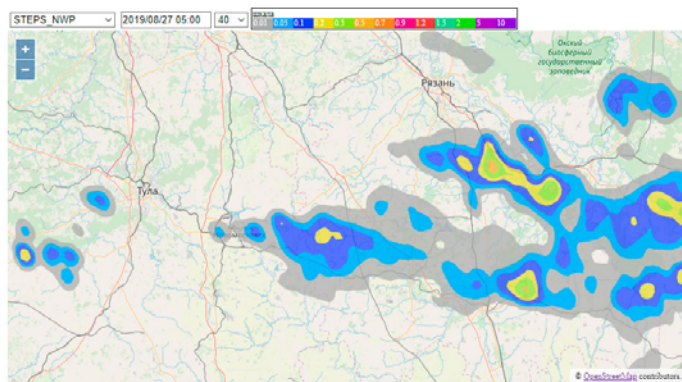 STEPS_NWP 2019/08/27 05:00 40
шкала
0.01 0.05 0.1 0.2 0.3 0.5 0.7 0.9 1.2 1.5 2 5 10
+
−
Окский
биосферный
государственный
заповедник
Рязань
Тула
© OpenStreetMap contributors.